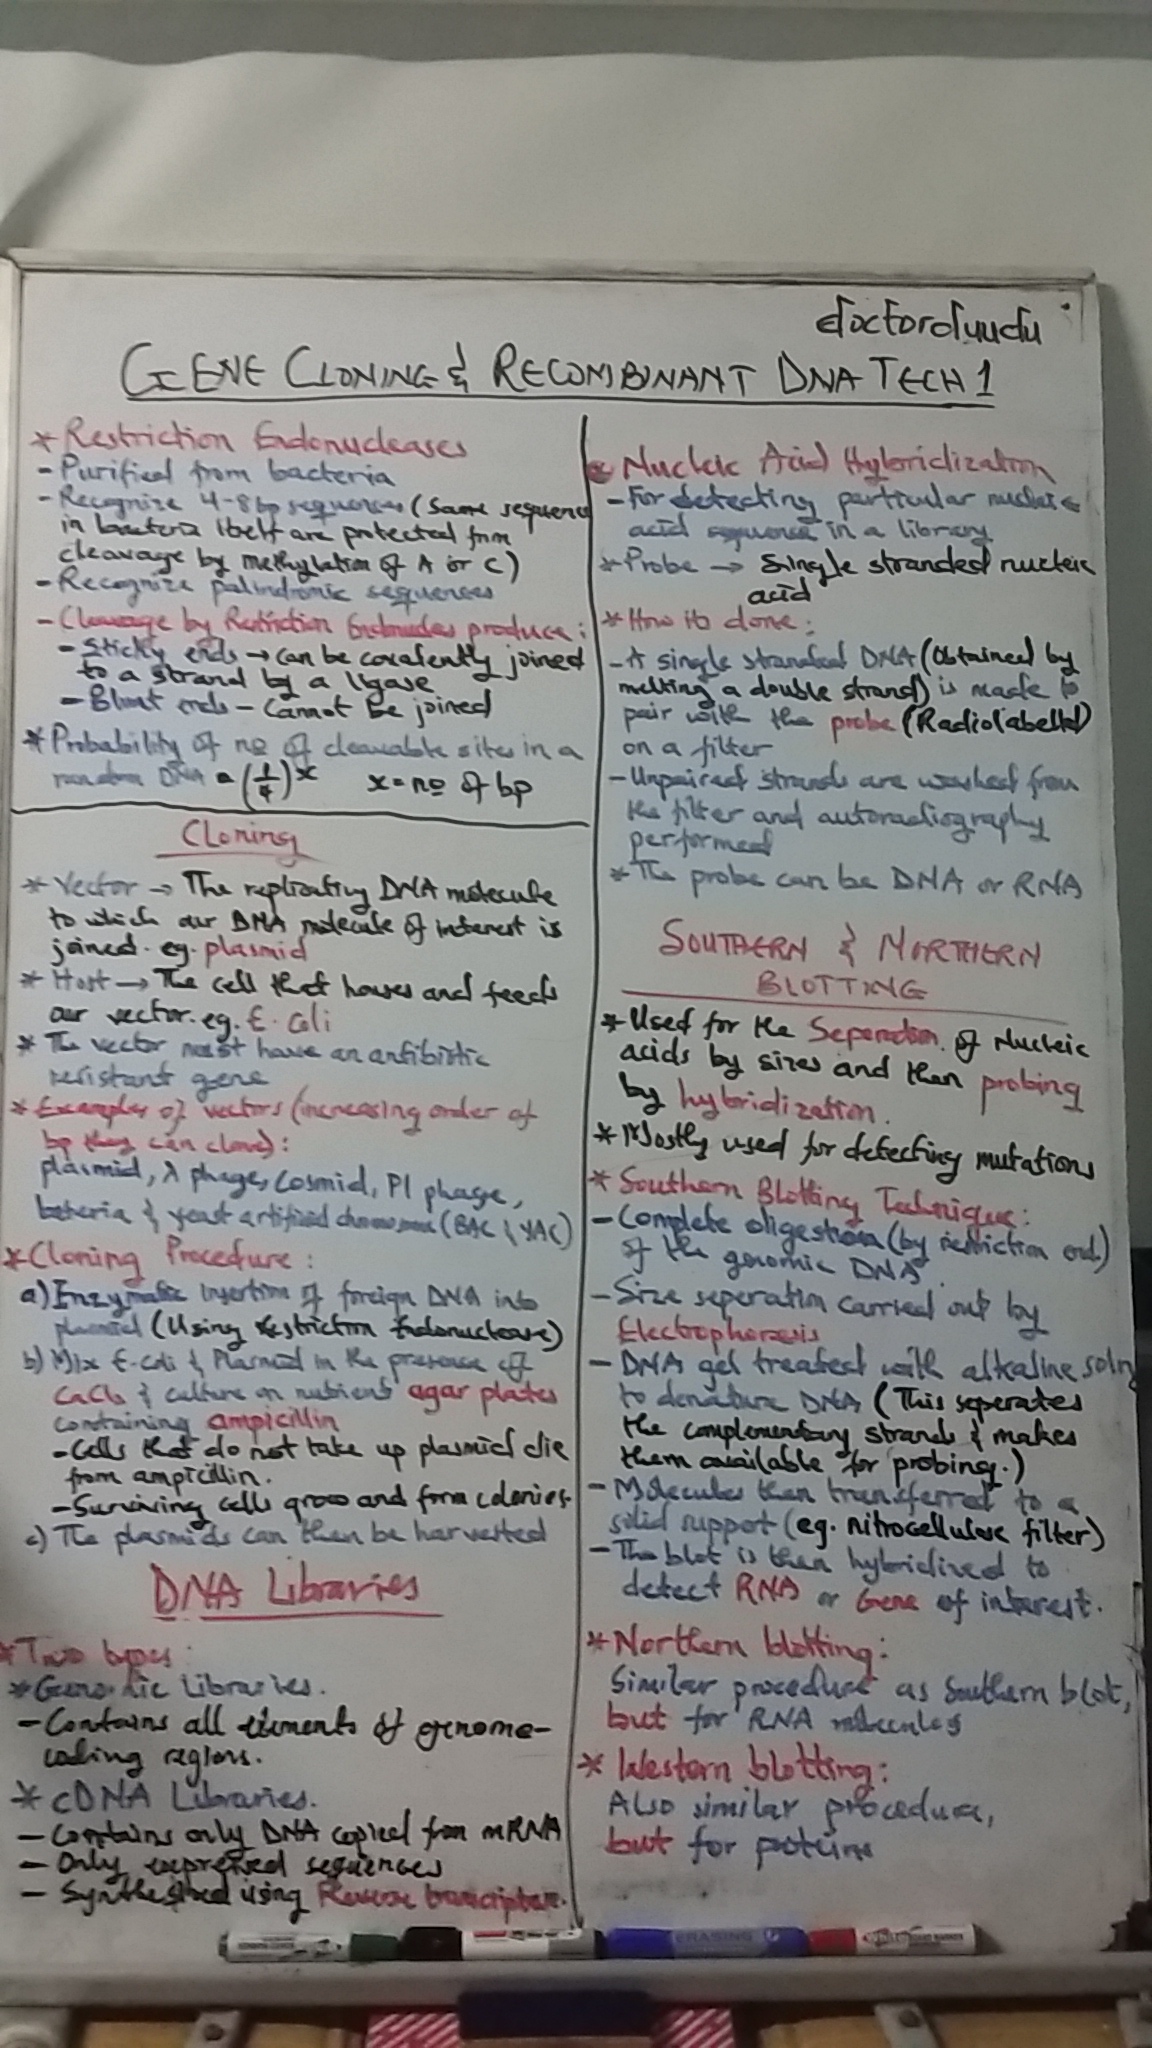 doctordudu
GENE CLONING & RECOMBINANT DNA TECH 1
* Restriction Endonucleases
- Purified from bacteria
- Recognize 4-8bp sequences (same sequence
in bacteria itself are protected from
cleavage by methylation of A or C)
- Recognize palindromic sequences
- Cleavage by Restriction Endonucleases produce:
- Sticky ends → can be covalently joined
to a strand by a lygase
- Blunt ends - Cannot be joined
* Probability of no of cleavable sites in a
random DNA = (1/4)^x x = no of bp
Cloning
* Vector → The replicating DNA molecule
to which our DNA molecule of interest is
joined. eg. plasmid
* Host → The cell that houses and feeds
our vector. eg. E. Coli
* The vector must have an antibiotic
resistant gene
* Examples of vectors (increasing order of
bp they can clone):
plasmid, λ phage, Cosmid, P1 phage,
bacteria & yeast artificial chromosome (BAC & YAC)
* Cloning Procedure:
a) Enzymatic insertion of foreign DNA into
plasmid (Using restriction Endonuclease)
b) Mix E. coli & Plasmid in the presence of
CaCl₂ & culture on nutrient agar plates
containing ampicillin
- Cells that do not take up plasmid die
from ampicillin.
- Surviving cells grow and form colonies.
c) The plasmids can then be harvested
DNA Libraries
* Two types:
* Genomic Libraries.
- Contains all elements of genome-
coding regions.
* cDNA Libraries.
- Contains only DNA copied from mRNA
- Only expressed sequences
- Synthesized using Reverse transcriptase.
* Nucleic Acid Hybridization
- For detecting particular nucleic
acid sequence in a library
* Probe → Single stranded nucleic
acid
* How its done:
- A single stranded DNA (Obtained by
melting a double strand) is made to
pair with the probe (Radiolabelled)
on a filter
- Unpaired strands are washed from
the filter and autoradiography
performed
* The probe can be DNA or RNA
SOUTHERN & NORTHERN
BLOTTING
* Used for the Seperation of Nucleic
acids by sizes and then probing
by hybridization.
* Mostly used for detecting mutations
* Southern Blotting Technique:
- Complete digestion (by restriction end)
of the genomic DNA
- Size seperation carried out by
Electrophoresis
- DNA get treated with alkaline soln
to denature DNA (This seperates
the complementary strands & makes
them available for probing.)
- Molecules then transferred to a
solid support (eg. nitrocellulose filter)
- The blot is then hybridized to
detect RNA or Gene of interest.
* Northern blotting:
Similar procedure as Southern blot,
but for RNA molecules
* Western blotting:
Also similar procedure,
but for proteins